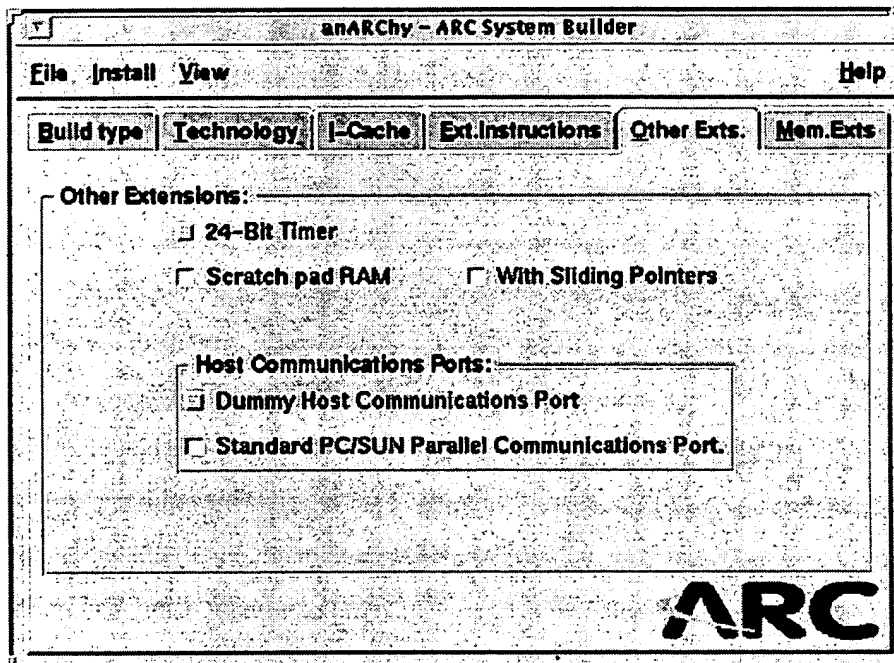 anARChy – ARC System Builder
File Install View Help
Build type Technology I-Cache Ext.Instructions Other Exts. Mem.Exts
Other Extensions:
24-Bit Timer
Scratch pad RAM With Sliding Pointers
Host Communications Ports:
Dummy Host Communications Port
Standard PC/SUN Parallel Communications Port.
ARC